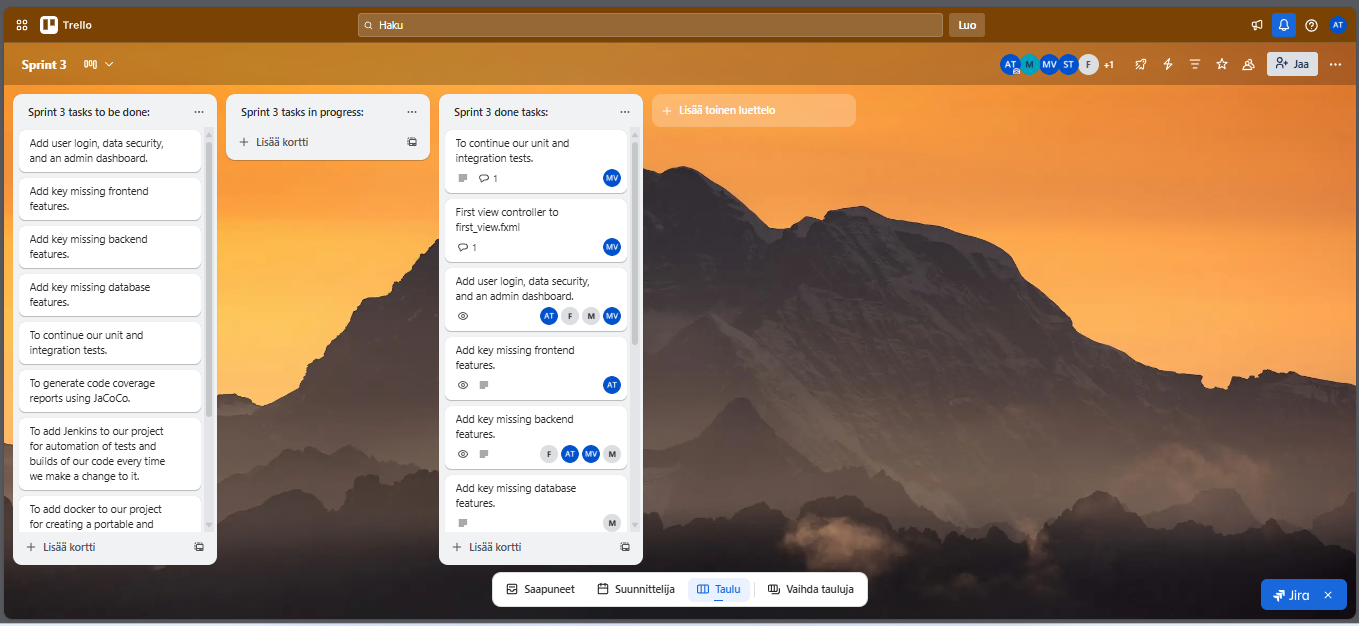 Trello
Haku
Luo
AT
Sprint 3
AT
M
MV
ST
F
+1
Jaa
Sprint 3 tasks to be done:
Add user login, data security,
and an admin dashboard.
Add key missing frontend
features.
Add key missing backend
features.
Add key missing database
features.
To continue our unit and
integration tests.
To generate code coverage
reports using JaCoCo.
To add Jenkins to our project
for automation of tests and
builds of our code every time
we make a change to it.
To add docker to our project
for creating a portable and
Lisää kortti
Sprint 3 tasks in progress:
Lisää kortti
Sprint 3 done tasks:
To continue our unit and
integration tests.
1
MV
First view controller to
first_view.fxml
1
MV
Add user login, data security,
and an admin dashboard.
AT F M MV
Add key missing frontend
features.
AT
Add key missing backend
features.
F AT MV M
Add key missing database
features.
M
Lisää kortti
Lisää toinen luettelo
Saapuneet
Suunnittelija
Taulu
Vaihda tauluja
Jira